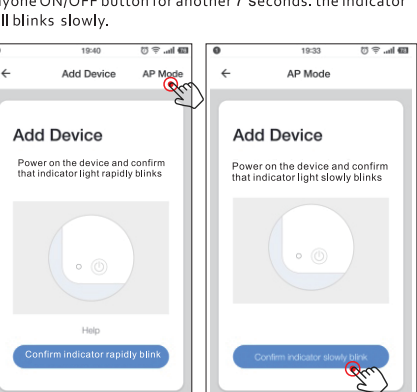 yone ON/OFF button for another 7 seconds. the indicator
ll blinks slowly.
19:40
Add Device
AP Mode
Add Device
Power on the device and confirm
that indicator light rapidly blinks
Help
Confirm indicator rapidly blink
19:33
AP Mode
Add Device
Power on the device and confirm
that indicator light slowly blinks
Confirm indicator slowly blink